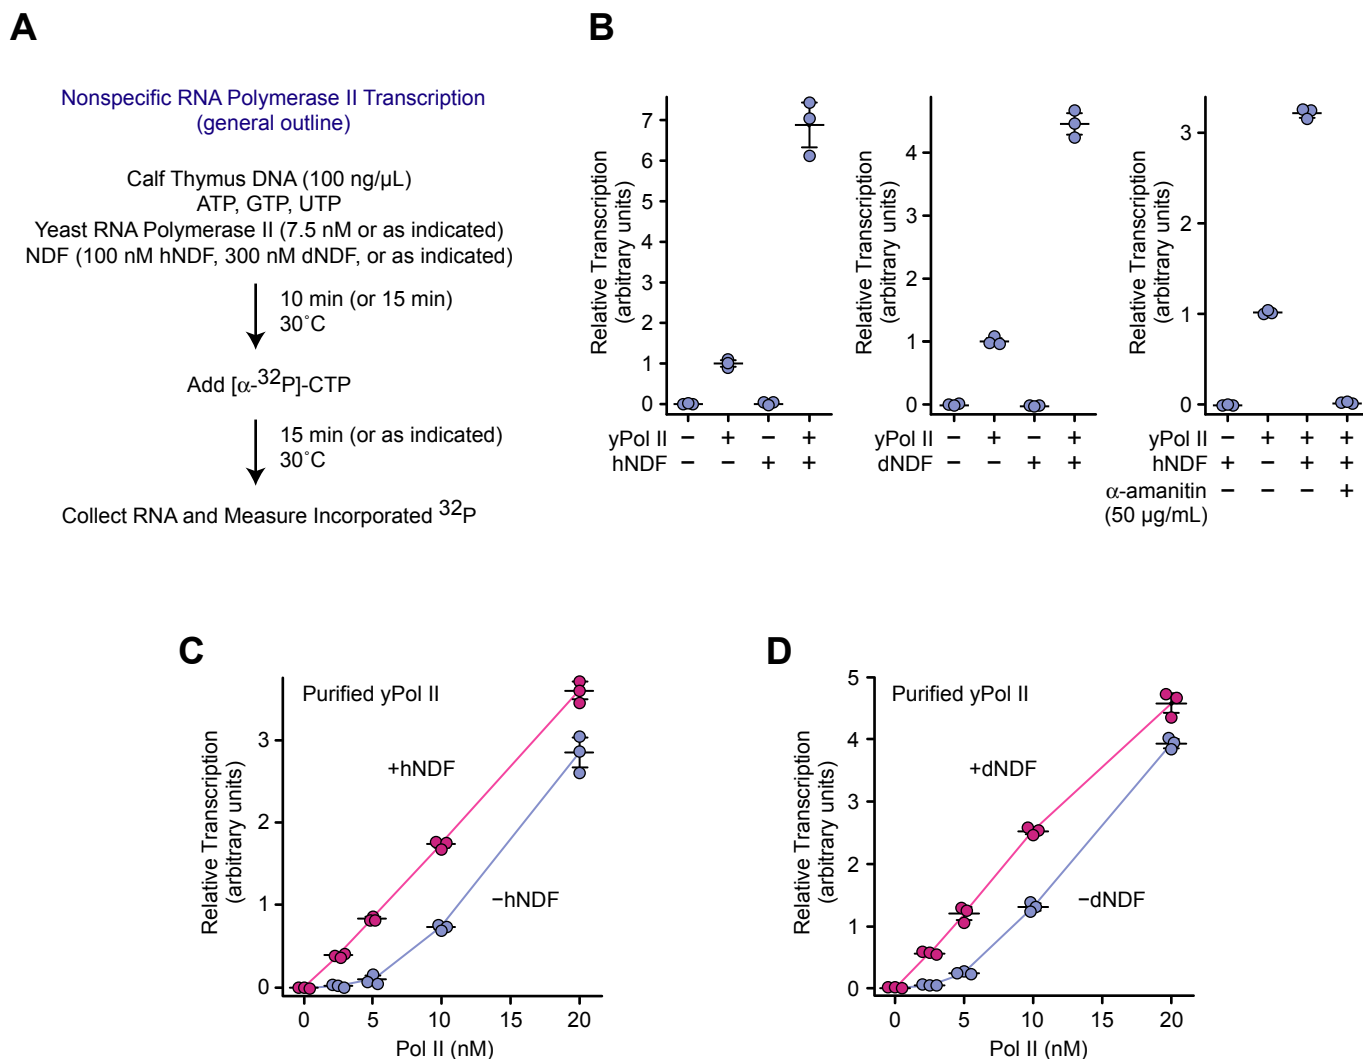 A
Nonspecific RNA Polymerase II Transcription
(general outline)
Calf Thymus DNA (100 ng/µL)
ATP, GTP, UTP
Yeast RNA Polymerase II (7.5 nM or as indicated)
NDF (100 nM hNDF, 300 nM dNDF, or as indicated)
10 min (or 15 min)
30˚C
Add [α-³²P]-CTP
15 min (or as indicated)
30˚C
Collect RNA and Measure Incorporated ³²P
B
Relative Transcription
(arbitrary units)
7
6
5
4
3
2
1
0
yPol II − + − +
hNDF − − + +
Relative Transcription
(arbitrary units)
4
3
2
1
0
yPol II − + − +
dNDF − − + +
Relative Transcription
(arbitrary units)
3
2
1
0
yPol II − + + +
hNDF + − + +
α-amanitin − − − +
(50 µg/mL)
C
Relative Transcription
(arbitrary units)
Purified yPol II
+hNDF
−hNDF
3
2
1
0
0 5 10 20
Pol II (nM)
D
Relative Transcription
(arbitrary units)
Purified yPol II
+dNDF
−dNDF
5
4
3
2
1
0
0 5 10 20
Pol II (nM)